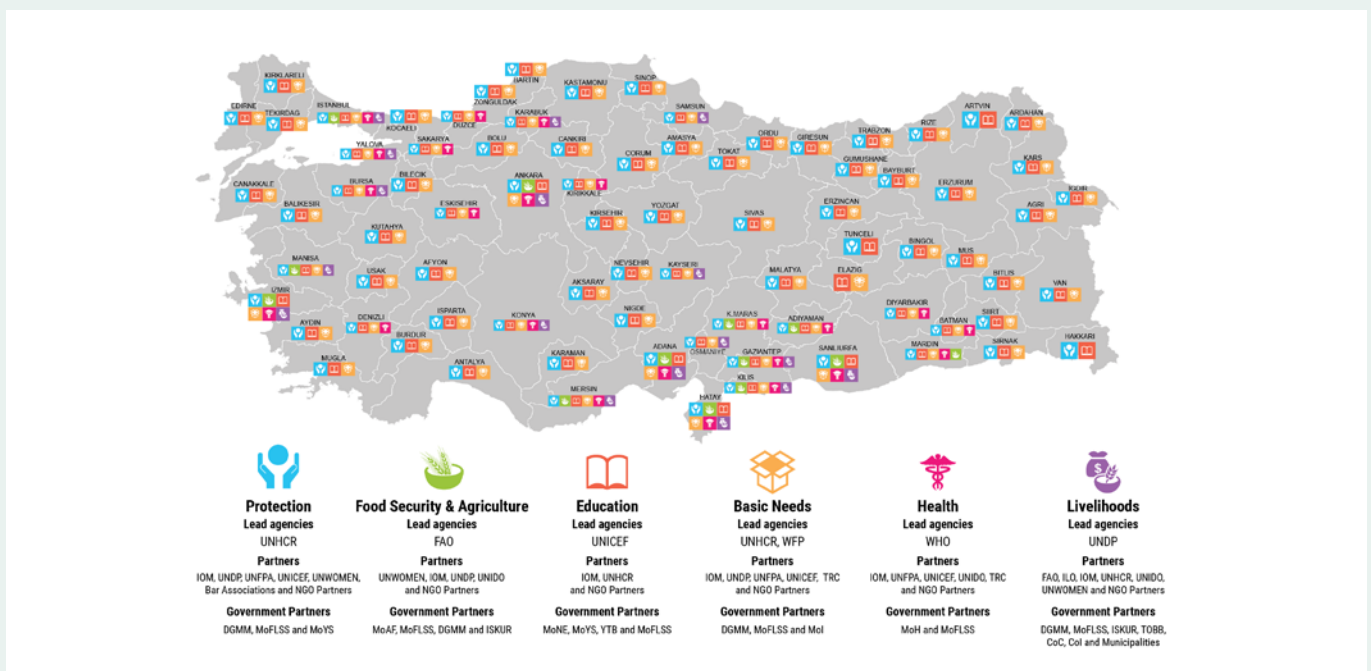 BARTIN
KIRKLARELI
KASTAMONU
SINOP
ZONGULDAK
EDIRNE
TEKIRDAG
ISTANBUL
KOCAELI
DUZCE
KARABUK
SAMSUN
ARTVIN
ARDAHAN
YALOVA
SAKARYA
BOLU
CANKIRI
CORUM
AMASYA
TOKAT
ORDU
GIRESUN
TRABZON
RIZE
GUMUSHANE
BAYBURT
KARS
CANAKKALE
BURSA
BILECIK
ANKARA
KIRIKKALE
ERZURUM
IGDIR
BALIKESIR
ESKISEHIR
KIRSEHIR
YOZGAT
SIVAS
ERZINCAN
AGRI
KUTAHYA
TUNCELI
BINGOL
MUS
MANISA
USAK
AFYON
NEVSEHIR
KAYSERI
MALATYA
ELAZIG
BITLIS
VAN
IZMIR
AKSARAY
AYDIN
DENIZLI
ISPARTA
KONYA
NIGDE
K.MARAS
ADIYAMAN
DIYARBAKIR
BATMAN
SIIRT
BURDUR
MUGLA
ANTALYA
KARAMAN
ADANA
OSMANIYE
GAZIANTEP
SANLIURFA
MARDIN
SIRNAK
HAKKARI
MERSIN
KILIS
HATAY
Protection
Lead agencies
UNHCR
Partners
IOM, UNDP, UNFPA, UNICEF, UNWOMEN,
Bar Associations and NGO Partners
Government Partners
DGMM, MoFLSS and MoYS
Food Security & Agriculture
Lead agencies
FAO
Partners
UNWOMEN, IOM, UNDP, UNIDO
and NGO Partners
Government Partners
MoAF, MoFLSS, DGMM and ISKUR
Education
Lead agencies
UNICEF
Partners
IOM, UNHCR
and NGO Partners
Government Partners
MoNE, MoYS, YTB and MoFLSS
Basic Needs
Lead agencies
UNHCR, WFP
Partners
IOM, UNDP, UNFPA, UNICEF, TRC
and NGO Partners
Government Partners
DGMM, MoFLSS and MoI
Health
Lead agencies
WHO
Partners
IOM, UNFPA, UNICEF, UNIDO, TRC
and NGO Partners
Government Partners
MoH and MoFLSS
Livelihoods
Lead agencies
UNDP
Partners
FAO, ILO, IOM, UNHCR, UNIDO,
UNWOMEN and NGO Partners
Government Partners
DGMM, MoFLSS, ISKUR, TOBB,
CoC, CoI and Municipalities